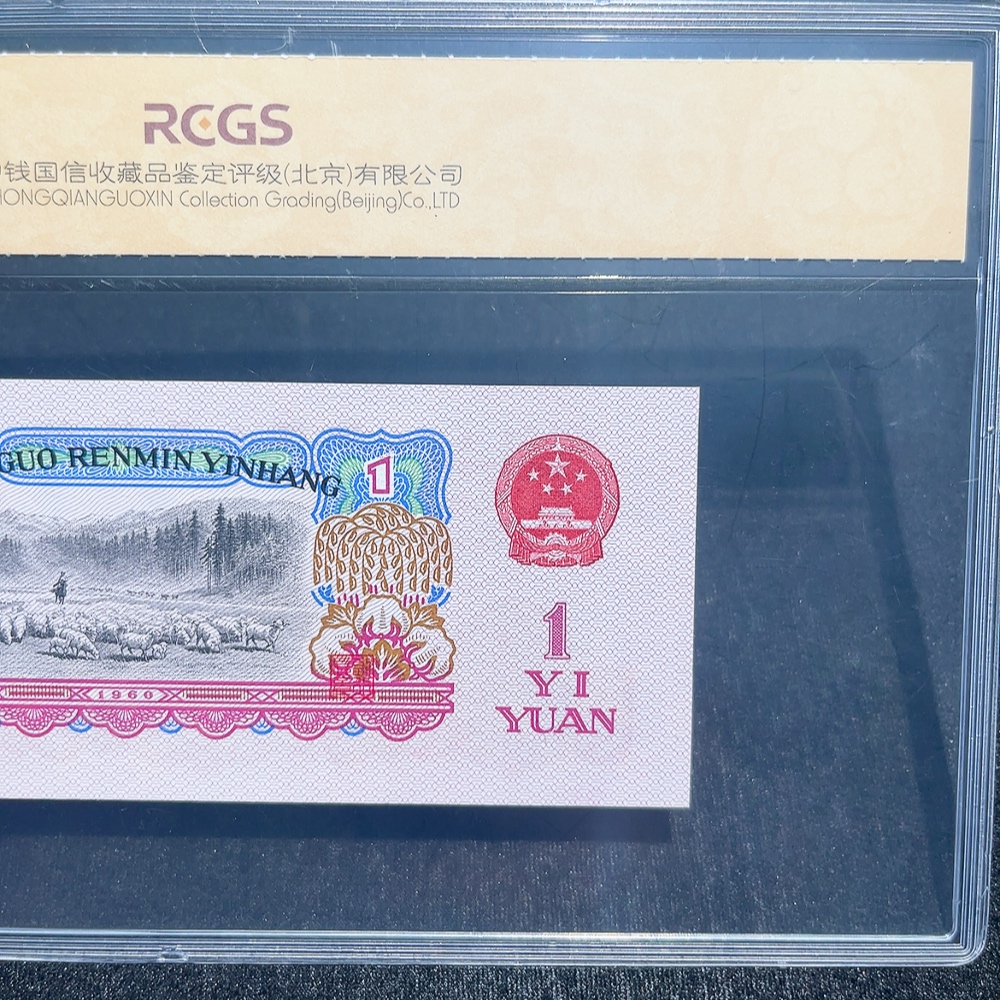 RCGS
钱国信收藏品鉴定评级(北京)有限公司
HONGQIANGUOXIN Collection Grading(Beijing)Co.,LTD
GUO RENMIN YINHANG
1
1960
1
YI
YUAN